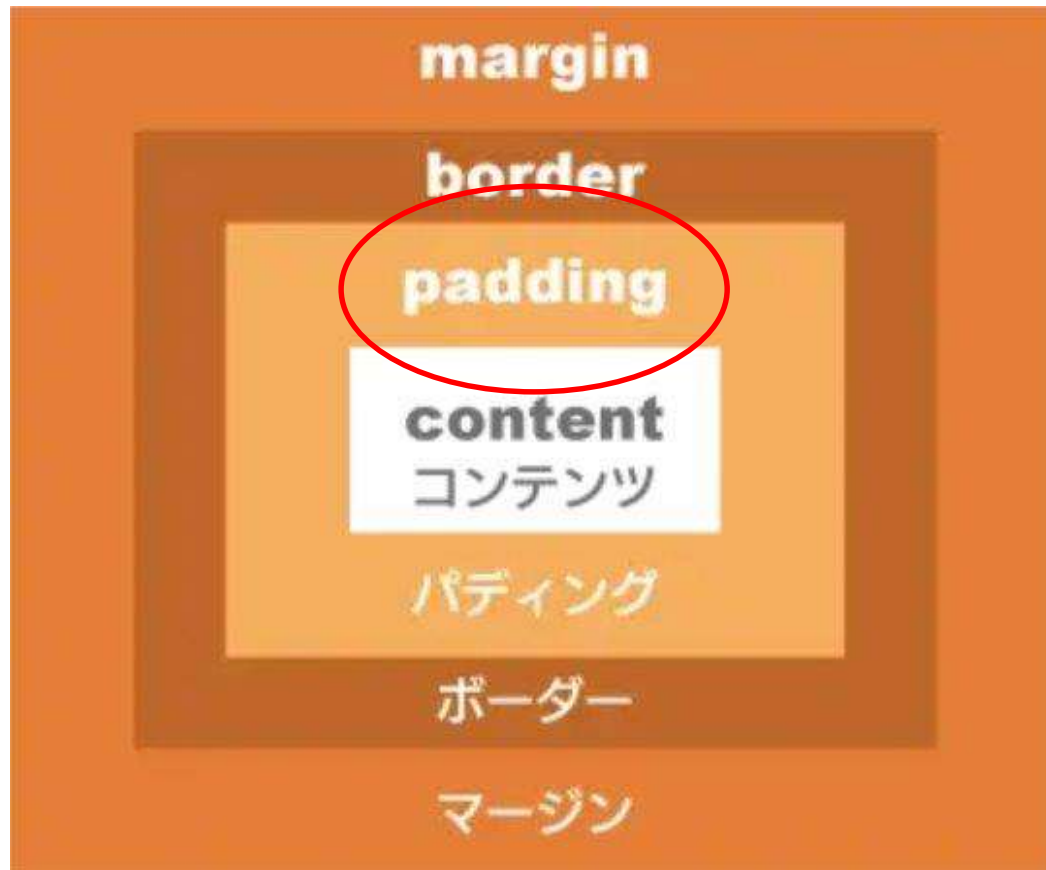 margin
border
padding
content
コンテンツ
パディング
ボーダー
マージン